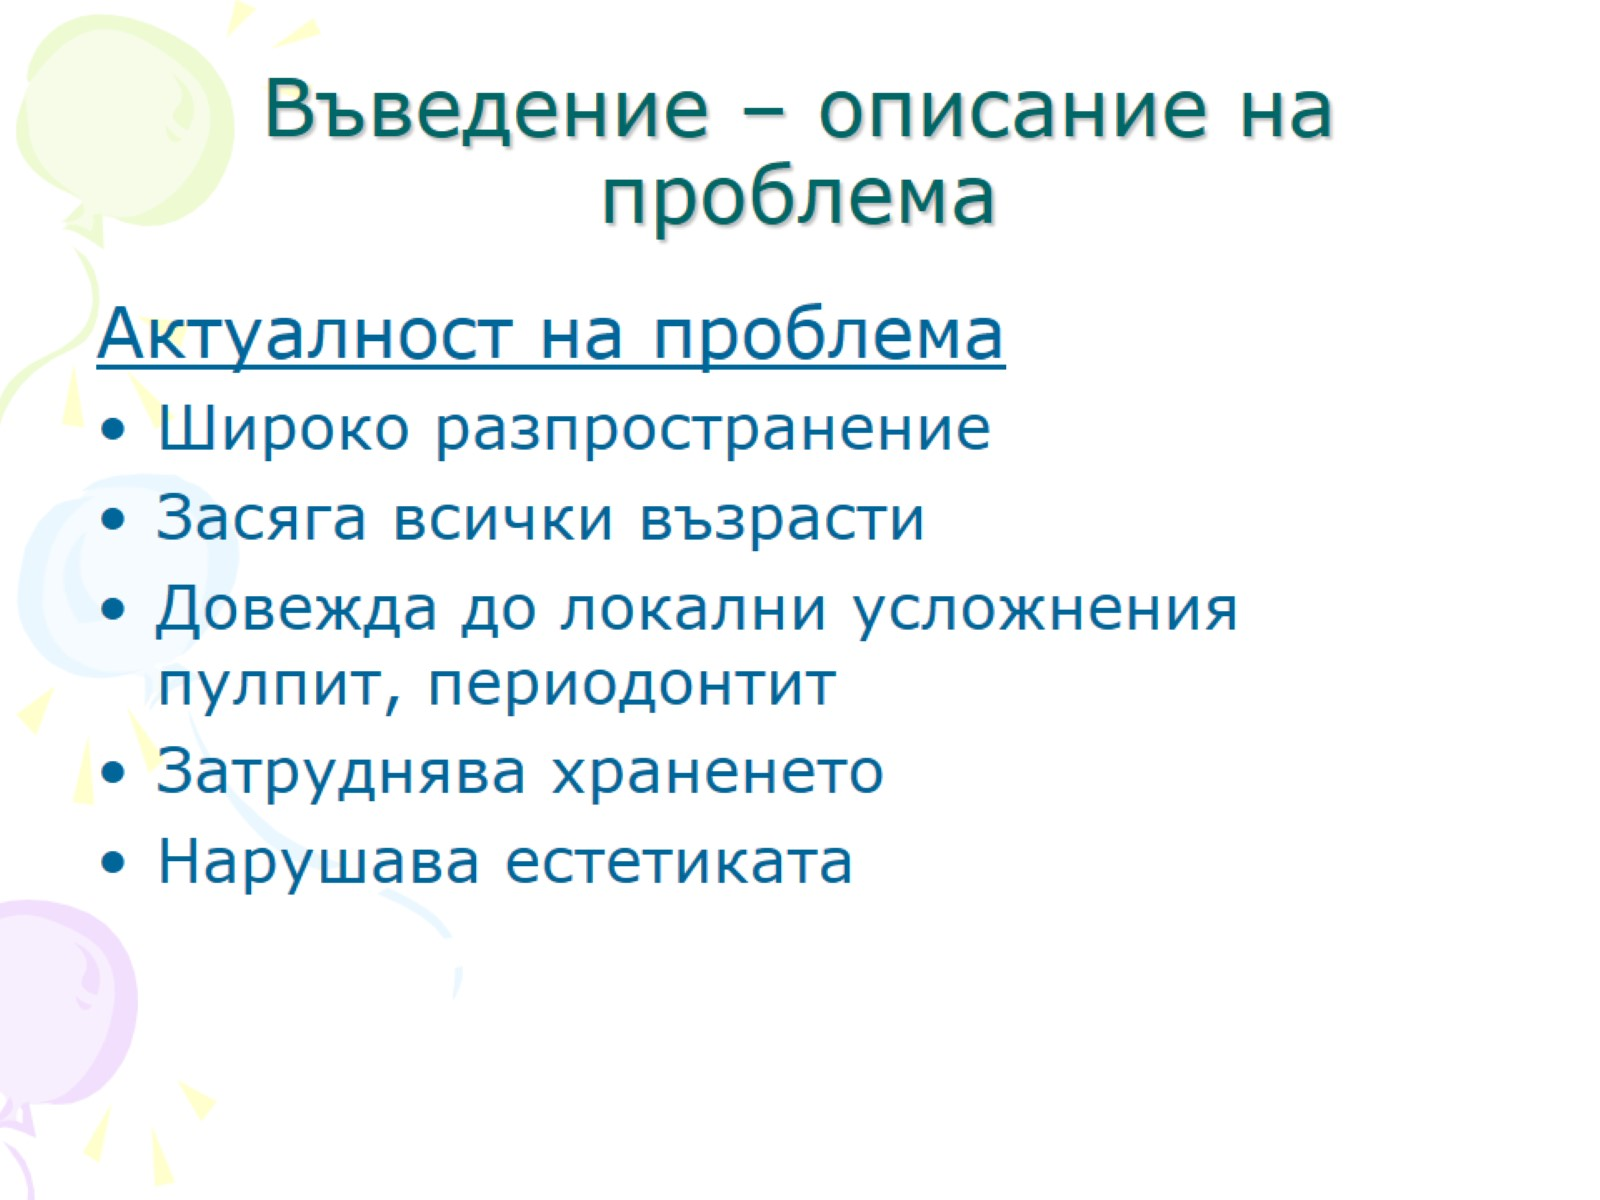 Въведение – описание на
проблема
Актуалност на проблема
• Широко разпространение
• Засяга всички възрасти
• Довежда до локални усложнения
пулпит, периодонтит
• Затруднява храненето
• Нарушава естетиката